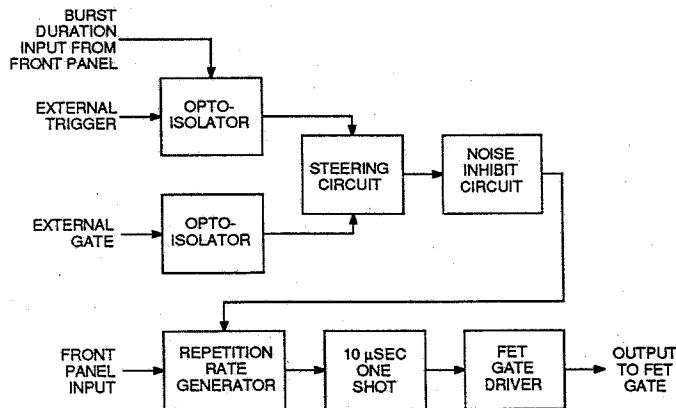 BURST
DURATION
INPUT FROM
FRONT PANEL
EXTERNAL
TRIGGER
OPTO-
ISOLATOR
STEERING
CIRCUIT
NOISE
INHIBIT
CIRCUIT
EXTERNAL
GATE
OPTO-
ISOLATOR
FRONT
PANEL
INPUT
REPETITION
RATE
GENERATOR
10 μSEC
ONE
SHOT
FET
GATE
DRIVER
OUTPUT
TO FET
GATE